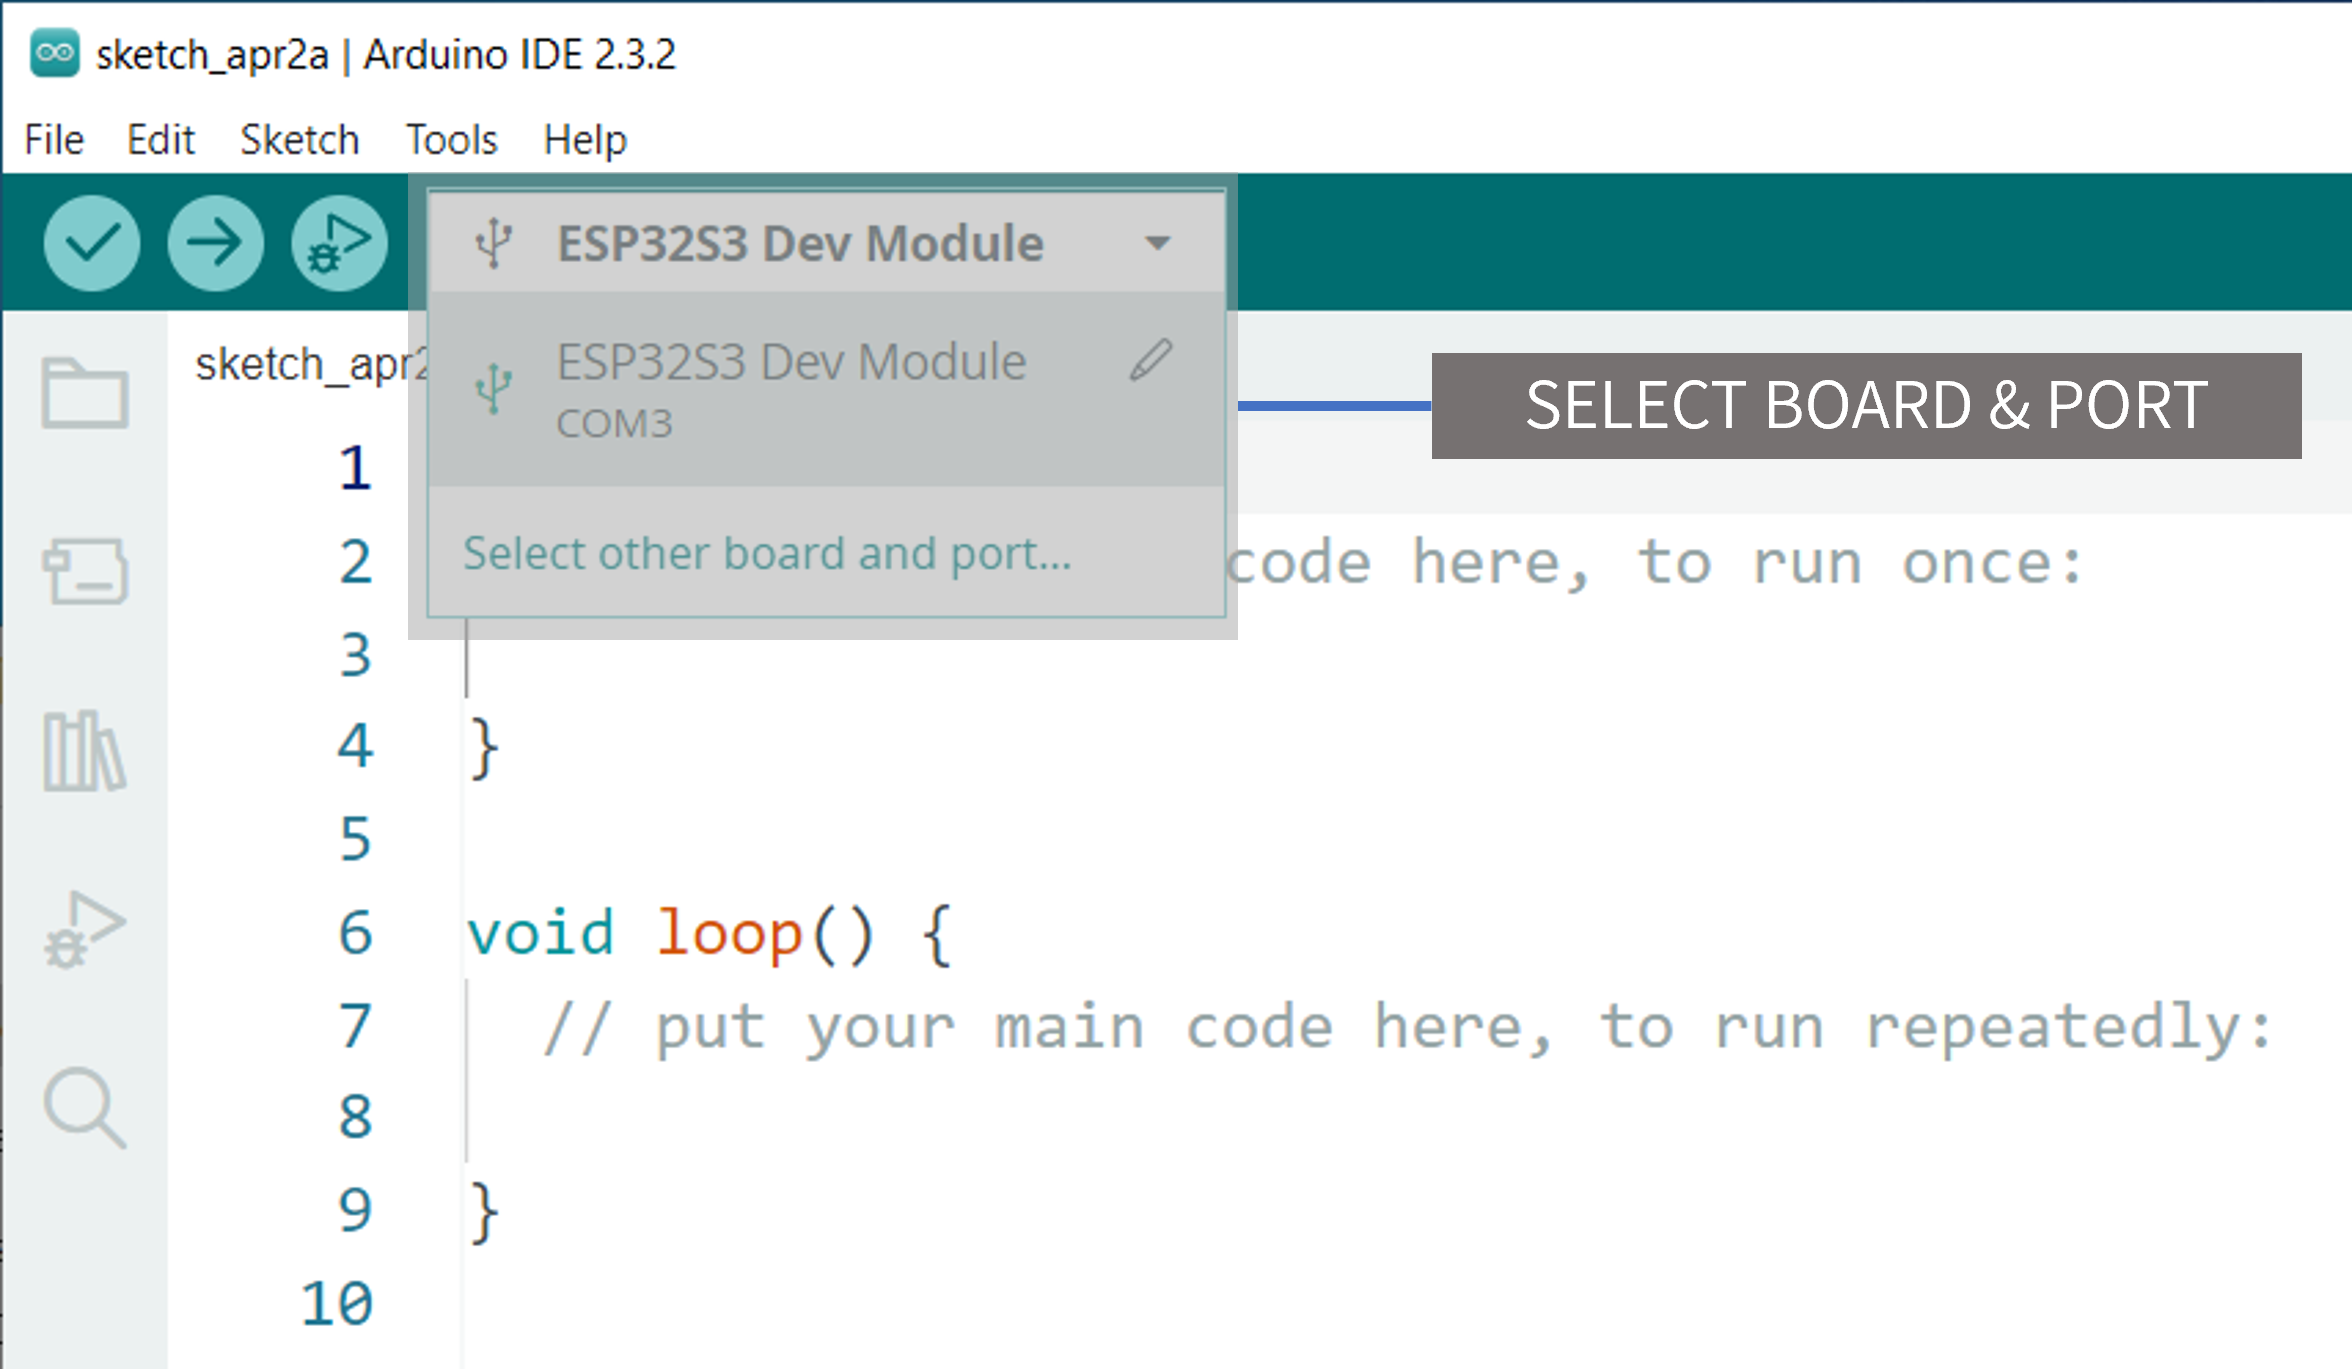 sketch_apr2a | Arduino IDE 2.3.2
File Edit Sketch Tools Help
ESP32S3 Dev Module
ESP32S3 Dev Module
COM3
Select other board and port...
SELECT BOARD & PORT
1
2 code here, to run once:
3
4 }
5
6 void loop() {
7 // put your main code here, to run repeatedly:
8
9 }
10